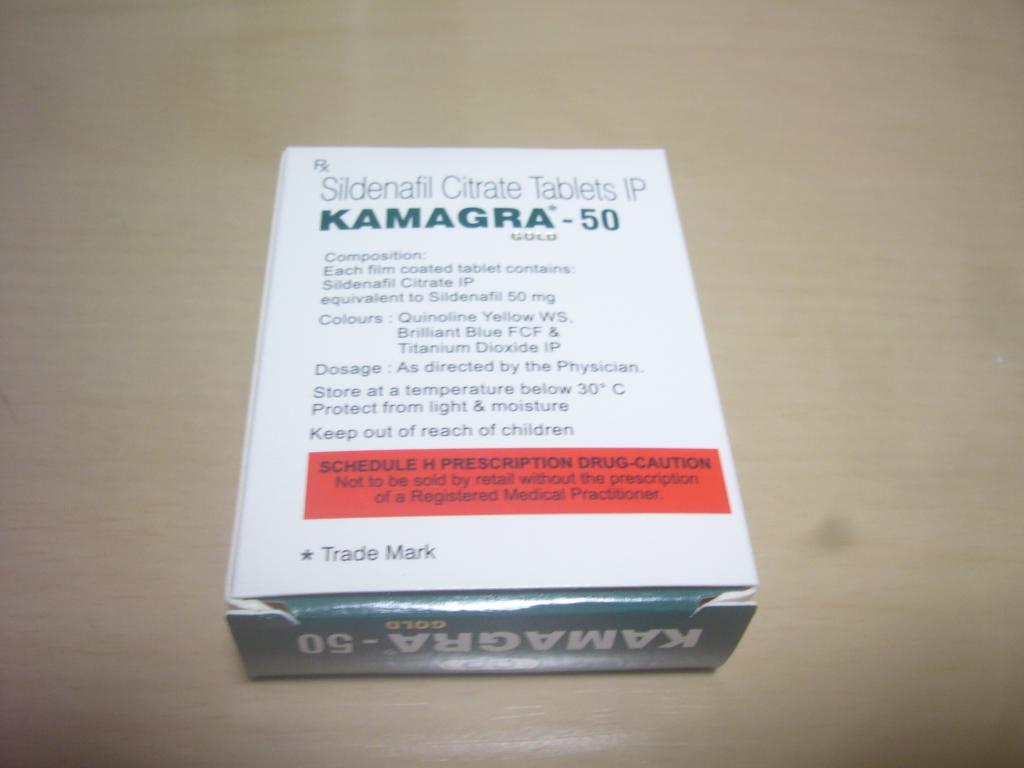 Rx
Sildenafil Citrate Tablets IP
KAMAGRA* - 50
GOLD
Composition:
Each film coated tablet contains:
Sildenafil Citrate IP
equivalent to Sildenafil 50 mg
Colours : Quinoline Yellow WS,
Brilliant Blue FCF &
Titanium Dioxide IP
Dosage : As directed by the Physician.
Store at a temperature below 30° C
Protect from light & moisture
Keep out of reach of children
SCHEDULE H PRESCRIPTION DRUG-CAUTION
Not to be sold by retail without the prescription
of a Registered Medical Practitioner.
* Trade Mark
KAMAGRA* - 50
GOLD